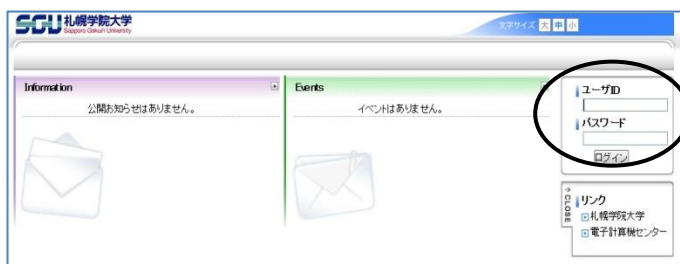 SGU 札幌学院大学
Sapporo Gakuin University
文字サイズ 大 中 小
Information
公開お知らせはありません。
Events
イベントはありません。
ユーザID
パスワード
ログイン
CLOSE
リンク
札幌学院大学
電子計算機センター